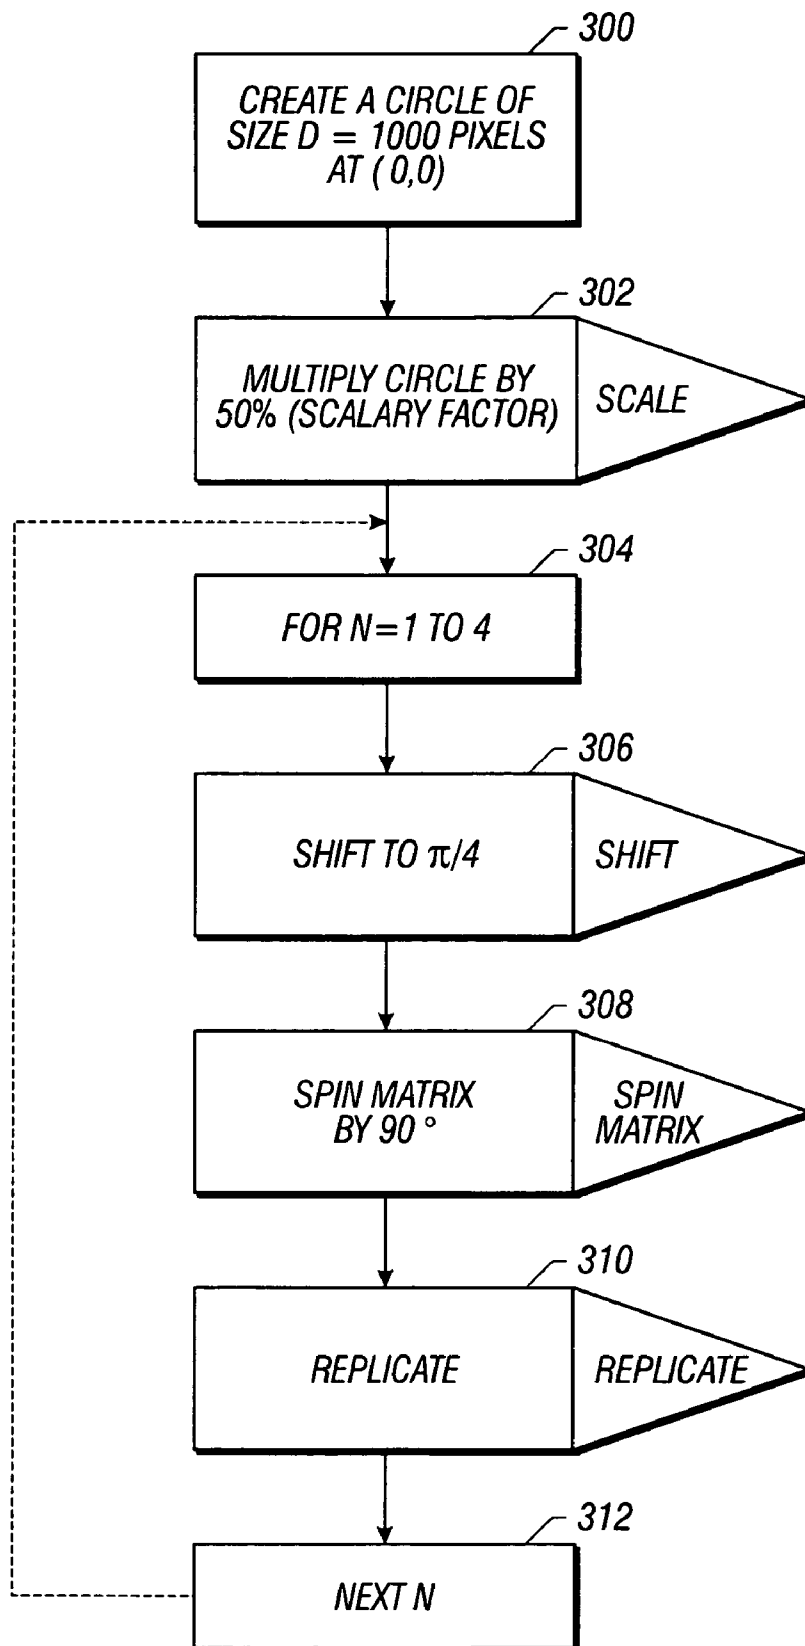 300
CREATE A CIRCLE OF
SIZE D = 1000 PIXELS
AT ( 0,0)
302
MULTIPLY CIRCLE BY
50% (SCALARY FACTOR)
SCALE
304
FOR N=1 TO 4
306
SHIFT TO π/4
SHIFT
308
SPIN MATRIX
BY 90 °
SPIN
MATRIX
310
REPLICATE
REPLICATE
312
NEXT N